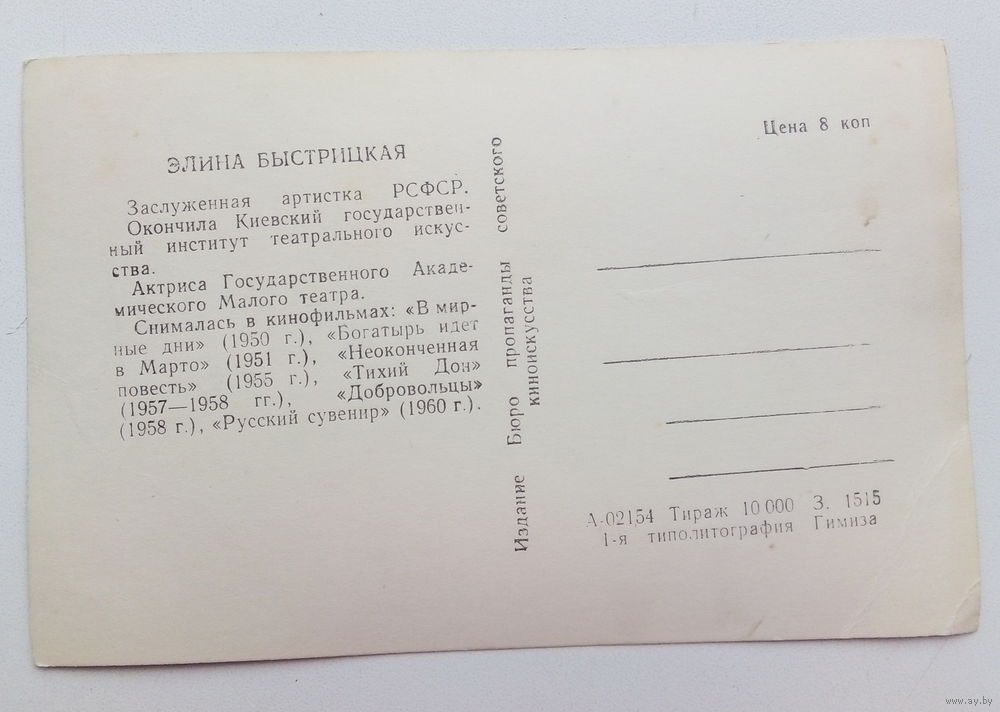 ЭЛИНА БЫСТРИЦКАЯ
Заслуженная артистка РСФСР.
Окончила Киевский государствен-
ный институт театрального искус-
ства.
Актриса Государственного Акаде-
мического Малого театра.
Снималась в кинофильмах: «В мир-
ные дни» (1950 г.), «Богатырь идет
в Марто» (1951 г.), «Неоконченная
повесть» (1955 г.), «Тихий Дон»
(1957—1958 гг.), «Добровольцы»
(1958 г.), «Русский сувенир» (1960 г.).
Издание Бюро пропаганды советского
киноискусства
Цена 8 коп
А-02154 Тираж 10 000 З. 1515
1-я типолитография Гимиза
www.ay.by